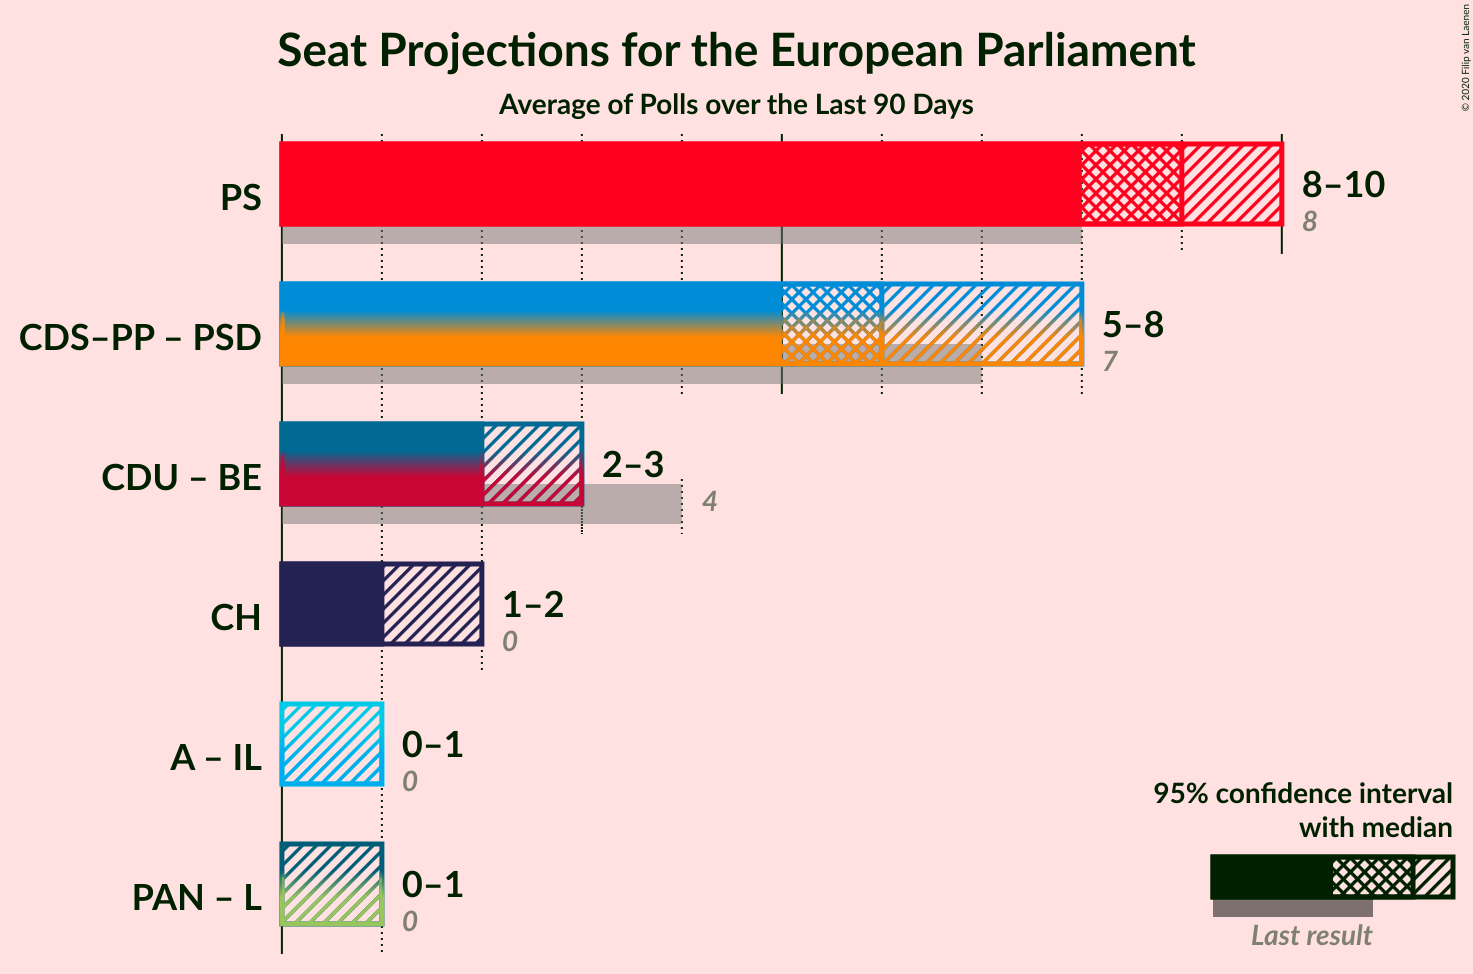 Seat Projections for the European Parliament
Average of Polls over the Last 90 Days
© 2020 Filip van Laenen
PS
8–10
8
CDS–PP – PSD
5–8
7
CDU – BE
2–3
4
CH
1–2
0
A – IL
0–1
0
PAN – L
0–1
0
95% confidence interval
with median
Last result